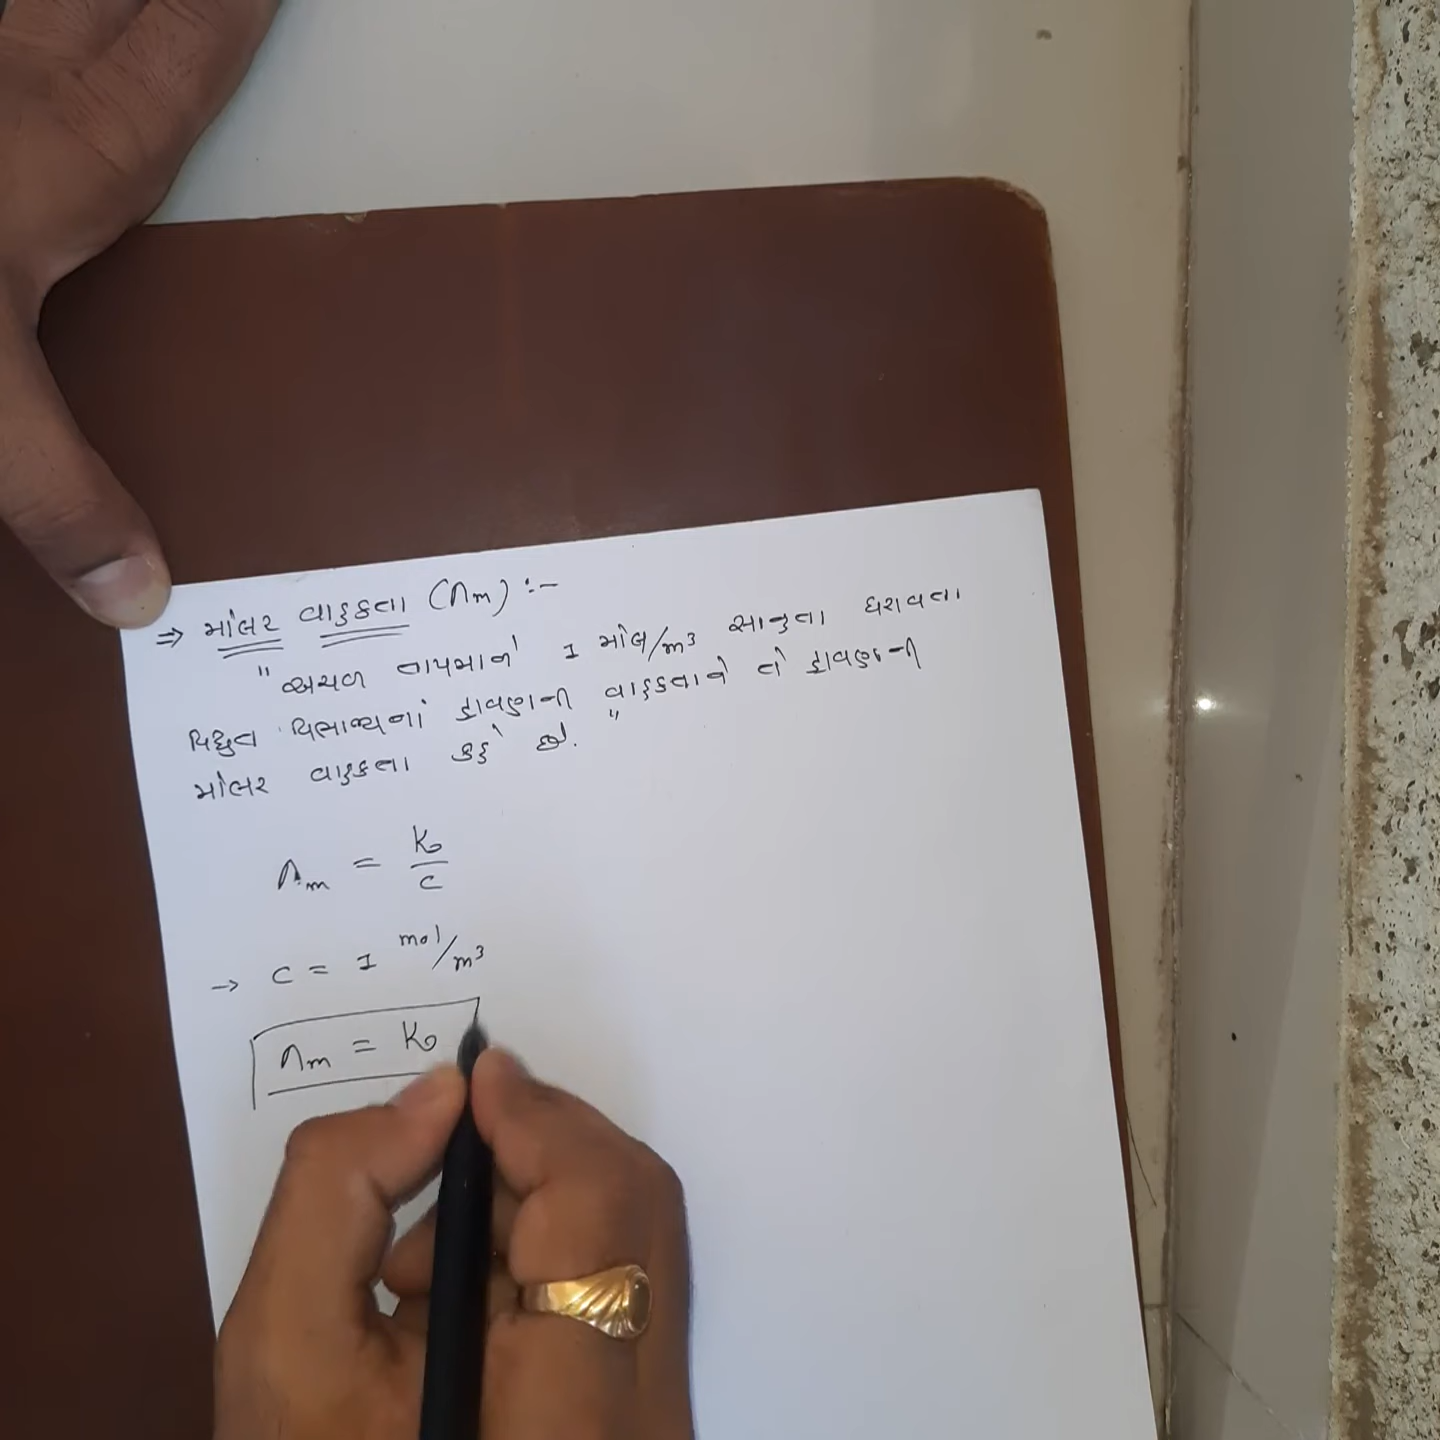 ⇒ મોલર વાહકતા (Λm) :-
" અચળ તાપમાને 1 મોલ/m³ સાન્દ્રતા ધરાવતા
વિદ્યુત વિભાજ્યનાં દ્રાવણની વાહકતાને તે દ્રાવણની
મોલર વાહકતા કહે છે. "
Λm = K/C
→ C = 1 mol/m³
Λm = K